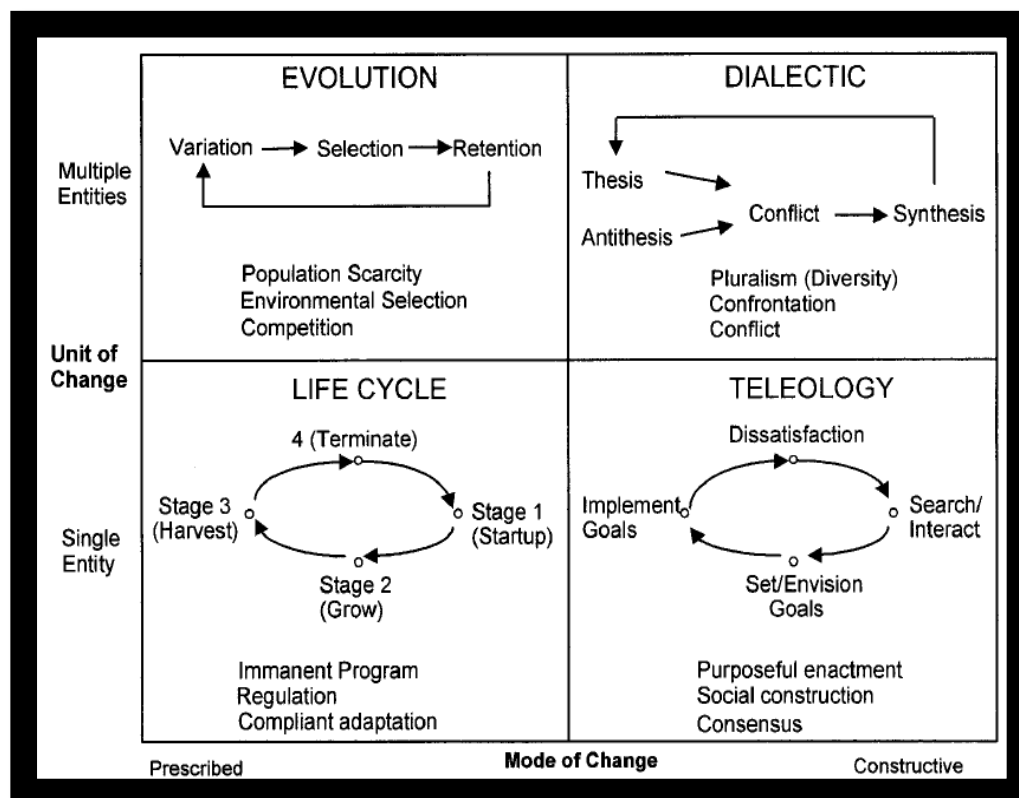 EVOLUTION
Variation Selection Retention
Multiple
Entities
Population Scarcity
Environmental Selection
Competition
DIALECTIC
Thesis
Antithesis
Conflict
Synthesis
Pluralism (Diversity)
Confrontation
Conflict
Unit of
Change
LIFE CYCLE
4 (Terminate)
Stage 3
(Harvest)
Stage 1
(Startup)
Stage 2
(Grow)
Single
Entity
Immanent Program
Regulation
Compliant adaptation
TELEOLOGY
Dissatisfaction
Implement
Goals
Search/
Interact
Set/Envision
Goals
Purposeful enactment
Social construction
Consensus
Prescribed
Mode of Change
Constructive